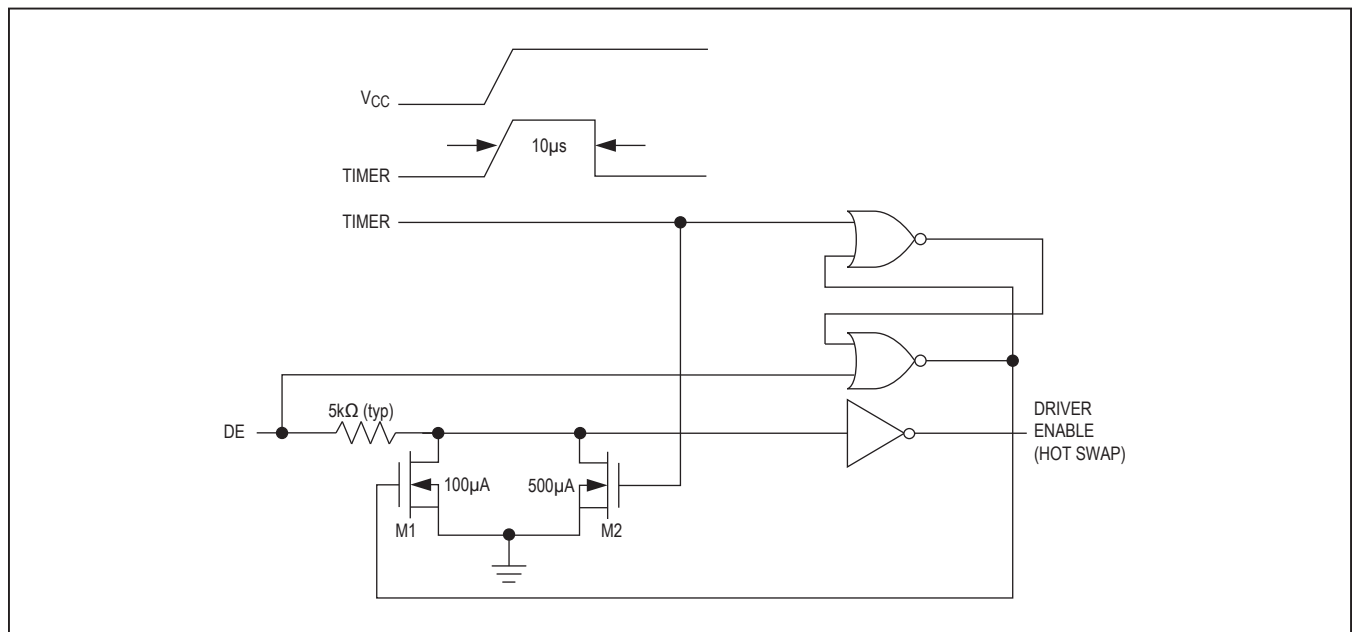 VCC
10µs
TIMER
TIMER
5kΩ (typ)
DE
100µA
500µA
M1
M2
DRIVER
ENABLE
(HOT SWAP)